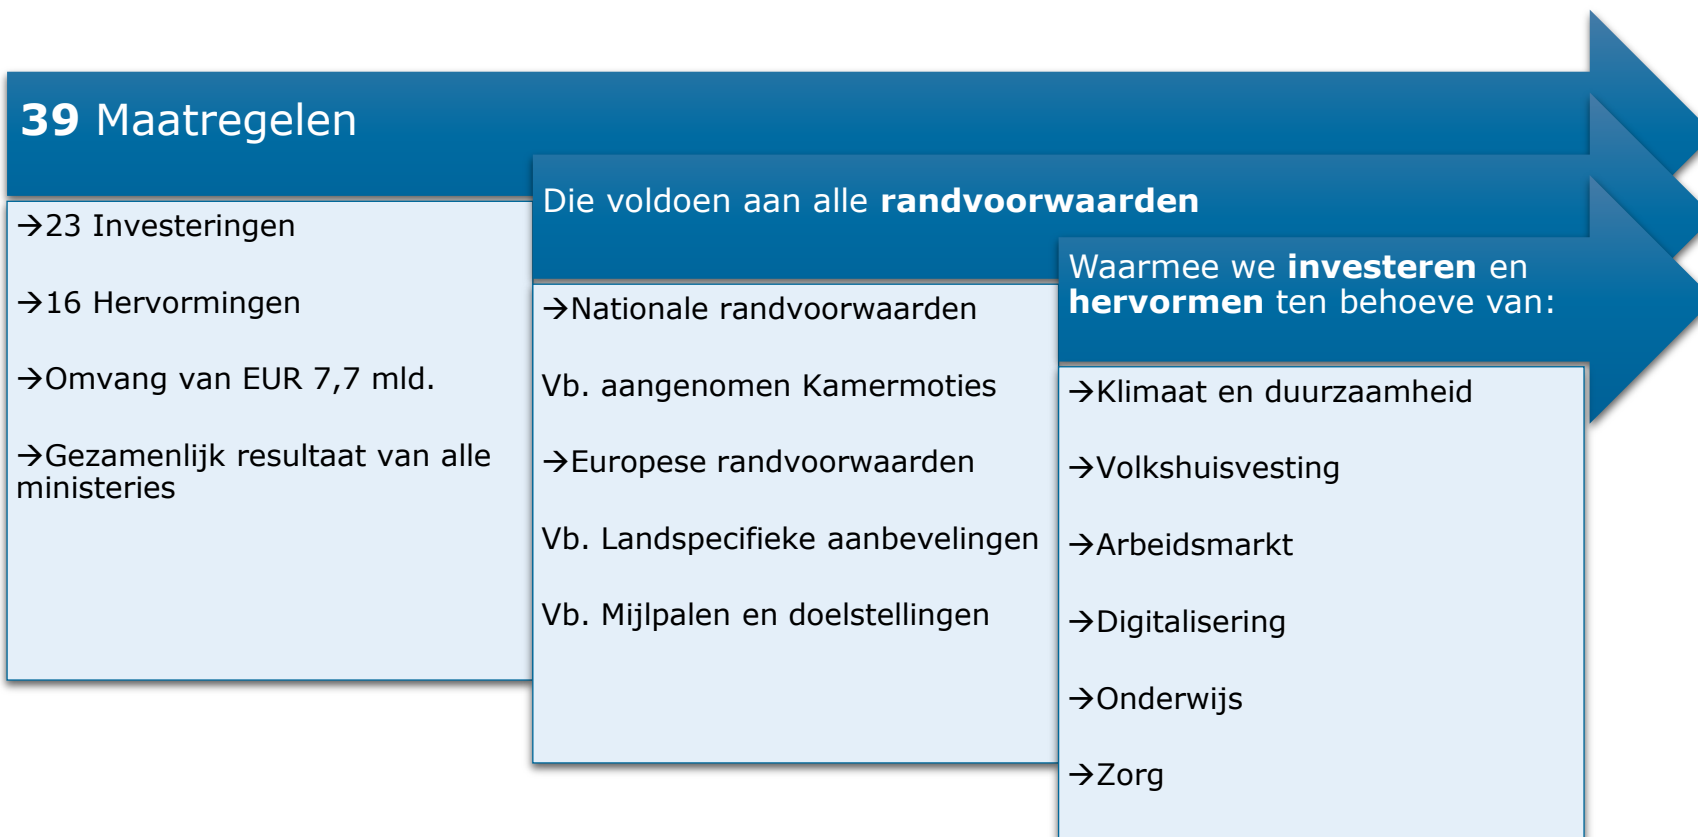 39 Maatregelen
→23 Investeringen
→16 Hervormingen
→Omvang van EUR 7,7 mld.
→Gezamenlijk resultaat van alle
ministeries
Die voldoen aan alle randvoorwaarden
→Nationale randvoorwaarden
Vb. aangenomen Kamermoties
→Europese randvoorwaarden
Vb. Landspecifieke aanbevelingen
Vb. Mijlpalen en doelstellingen
Waarmee we investeren en
hervormen ten behoeve van:
→Klimaat en duurzaamheid
→Volkshuisvesting
→Arbeidsmarkt
→Digitalisering
→Onderwijs
→Zorg